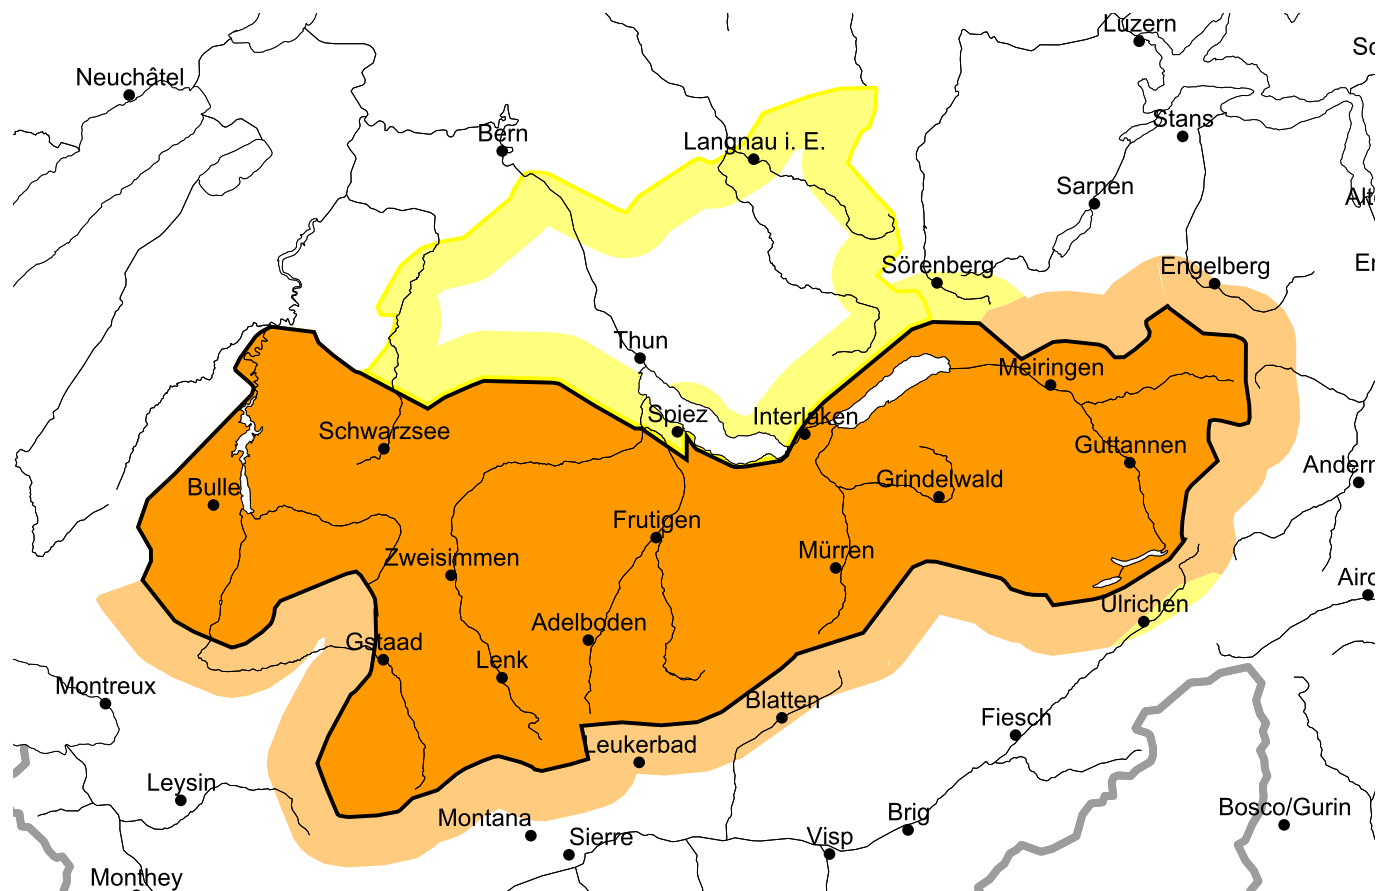 Luzern
Neuchâtel
Stans
Bern
Langnau i. E.
Sarnen
Sörenberg
Engelberg
Thun
Meiringen
Spiez
Interlaken
Schwarzsee
Guttannen
Grindelwald
Bulle
Frutigen
Mürren
Zweisimmen
Ulrichen
Adelboden
Gstaad
Lenk
Montreux
Blatten
Fiesch
Leukerbad
Leysin
Montana
Brig
Bosco/Gurin
Sierre
Visp
Monthey